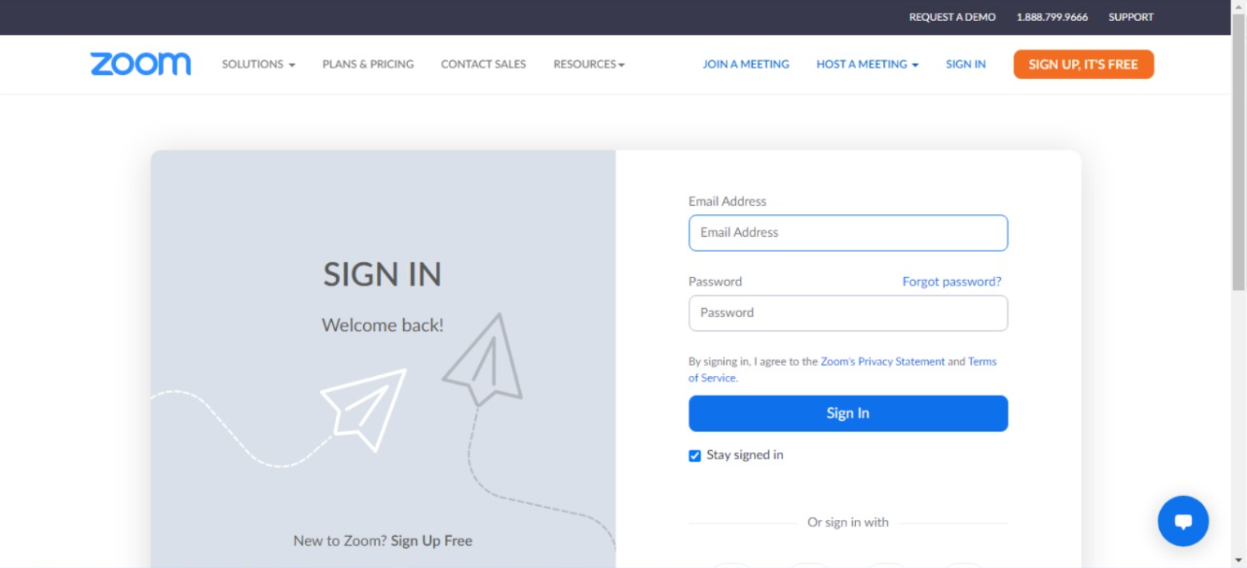 REQUEST A DEMO 1.888.799.9666 SUPPORT
zoom SOLUTIONS PLANS & PRICING CONTACT SALES RESOURCES JOIN A MEETING HOST A MEETING SIGN IN SIGN UP, IT'S FREE
SIGN IN
Welcome back!
New to Zoom? Sign Up Free
Email Address
Email Address
Password Forgot password?
Password
By signing in, I agree to the Zoom's Privacy Statement and Terms
of Service.
Sign In
Stay signed in
Or sign in with